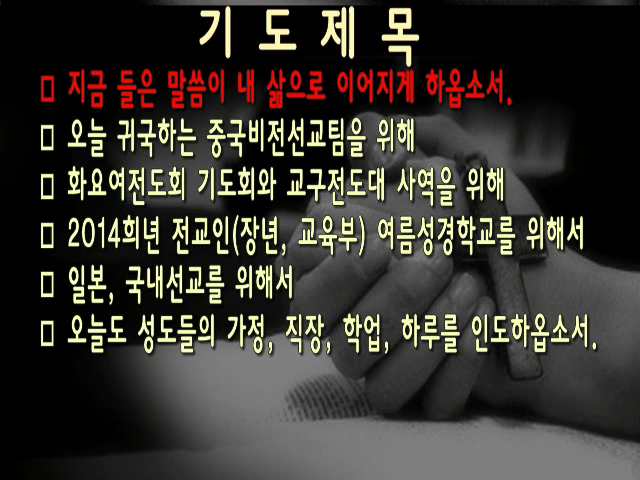 기 도 제 목
□ 지금 들은 말씀이 내 삶으로 이어지게 하옵소서.
□ 오늘 귀국하는 중국비전선교팀을 위해
□ 화요여전도회 기도회와 교구전도대 사역을 위해
□ 2014희년 전교인(장년, 교육부) 여름성경학교를 위해서
□ 일본, 국내선교를 위해서
□ 오늘도 성도들의 가정, 직장, 학업, 하루를 인도하옵소서.